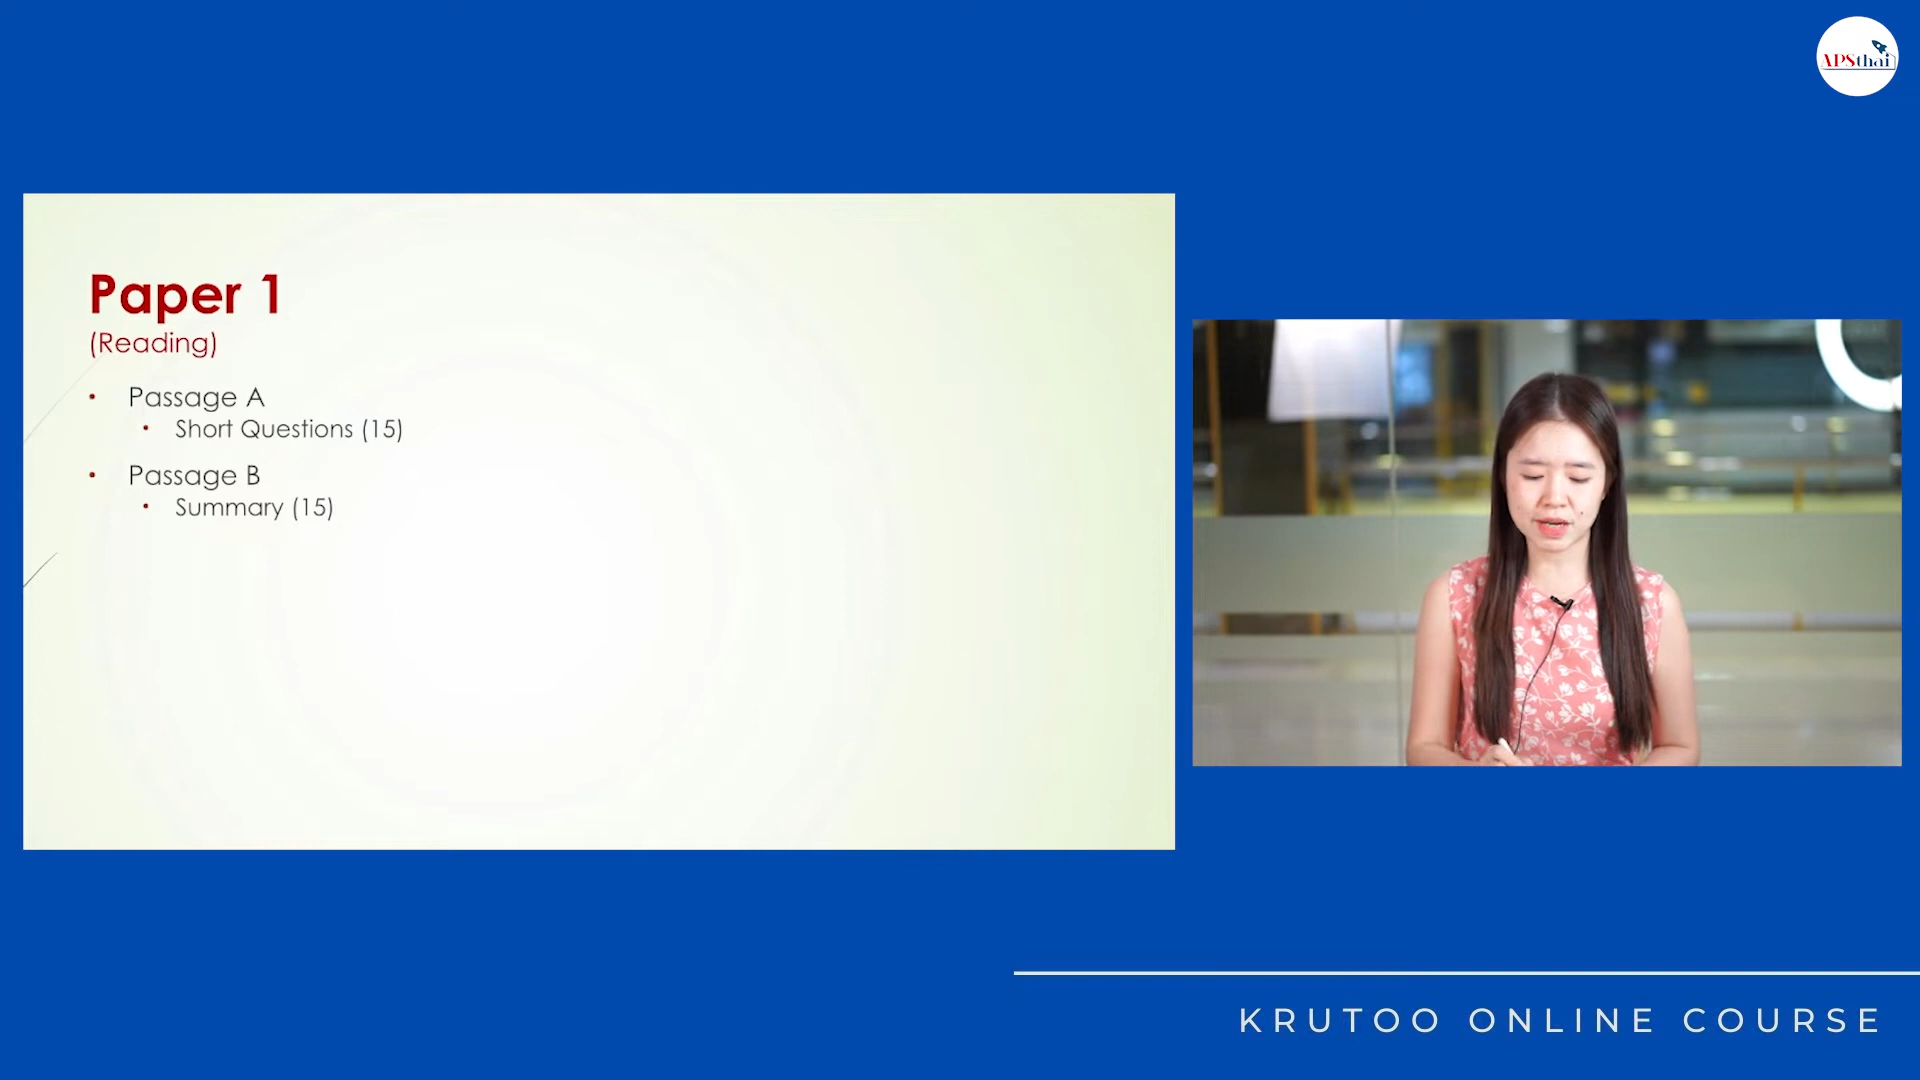 APSthai
Paper 1
(Reading)
• Passage A
• Short Questions (15)
• Passage B
• Summary (15)
KRUTOO ONLINE COURSE